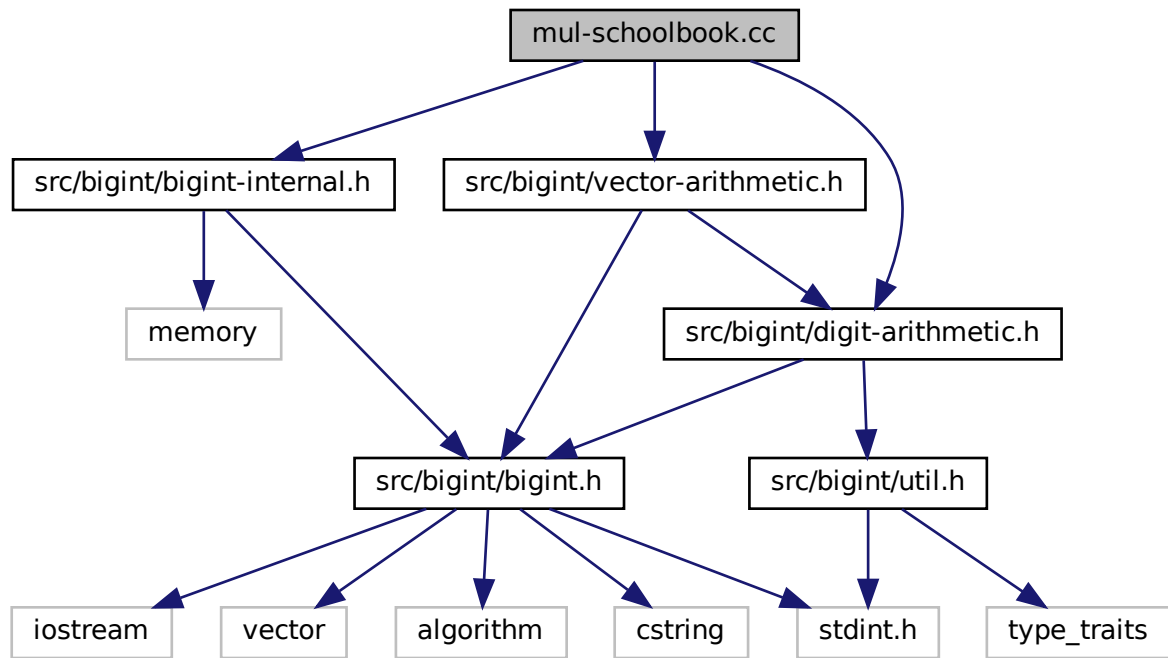 mul-schoolbook.cc
src/bigint/bigint-internal.h
src/bigint/vector-arithmetic.h
memory
src/bigint/digit-arithmetic.h
src/bigint/bigint.h
src/bigint/util.h
iostream
vector
algorithm
cstring
stdint.h
type_traits